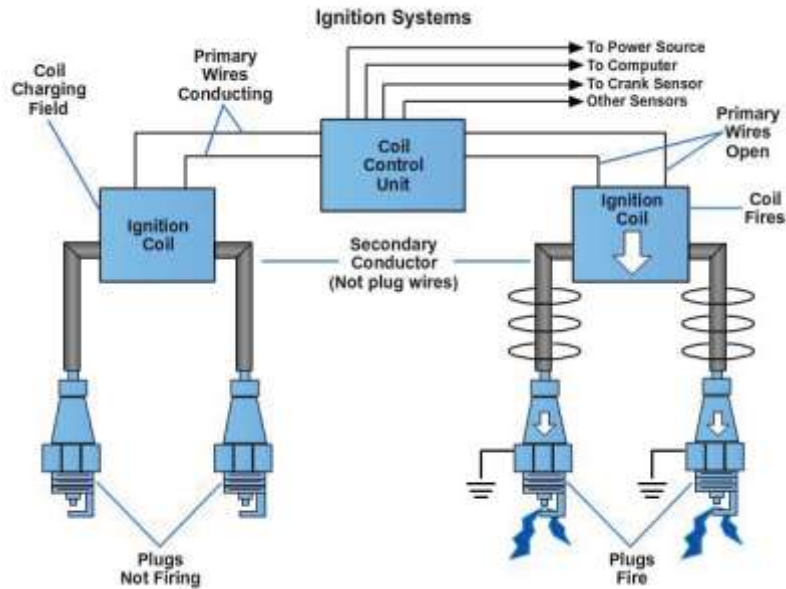 Ignition Systems
To Power Source
To Computer
To Crank Sensor
Other Sensors
Coil
Charging
Field
Primary
Wires
Conducting
Coil
Control
Unit
Primary
Wires
Open
Ignition
Coil
Ignition
Coil
Coil
Fires
Secondary
Conductor
(Not plug wires)
Plugs
Not Firing
Plugs
Fire